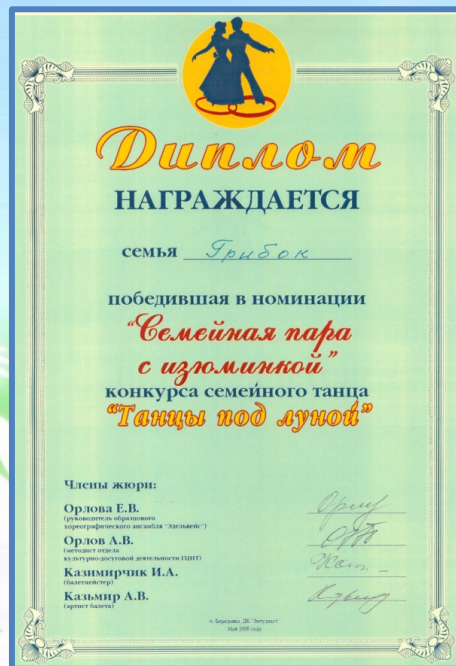 Диплом
НАГРАЖДАЕТСЯ
семья Грибок
победившая в номинации
"Семейная пара
с изюминкой"
конкурса семейного танца
"Танцы под луной"
Члены жюри:
Орлова Е.В.
(руководитель образцового
хореографического ансамбля "Эдельвейс")
Орлов А.В.
(методист отдела
культурно-досуговой деятельности ГЦНТ)
Казимирчик И.А.
(балетмейстер)
Казьмир А.В.
(артист балета)